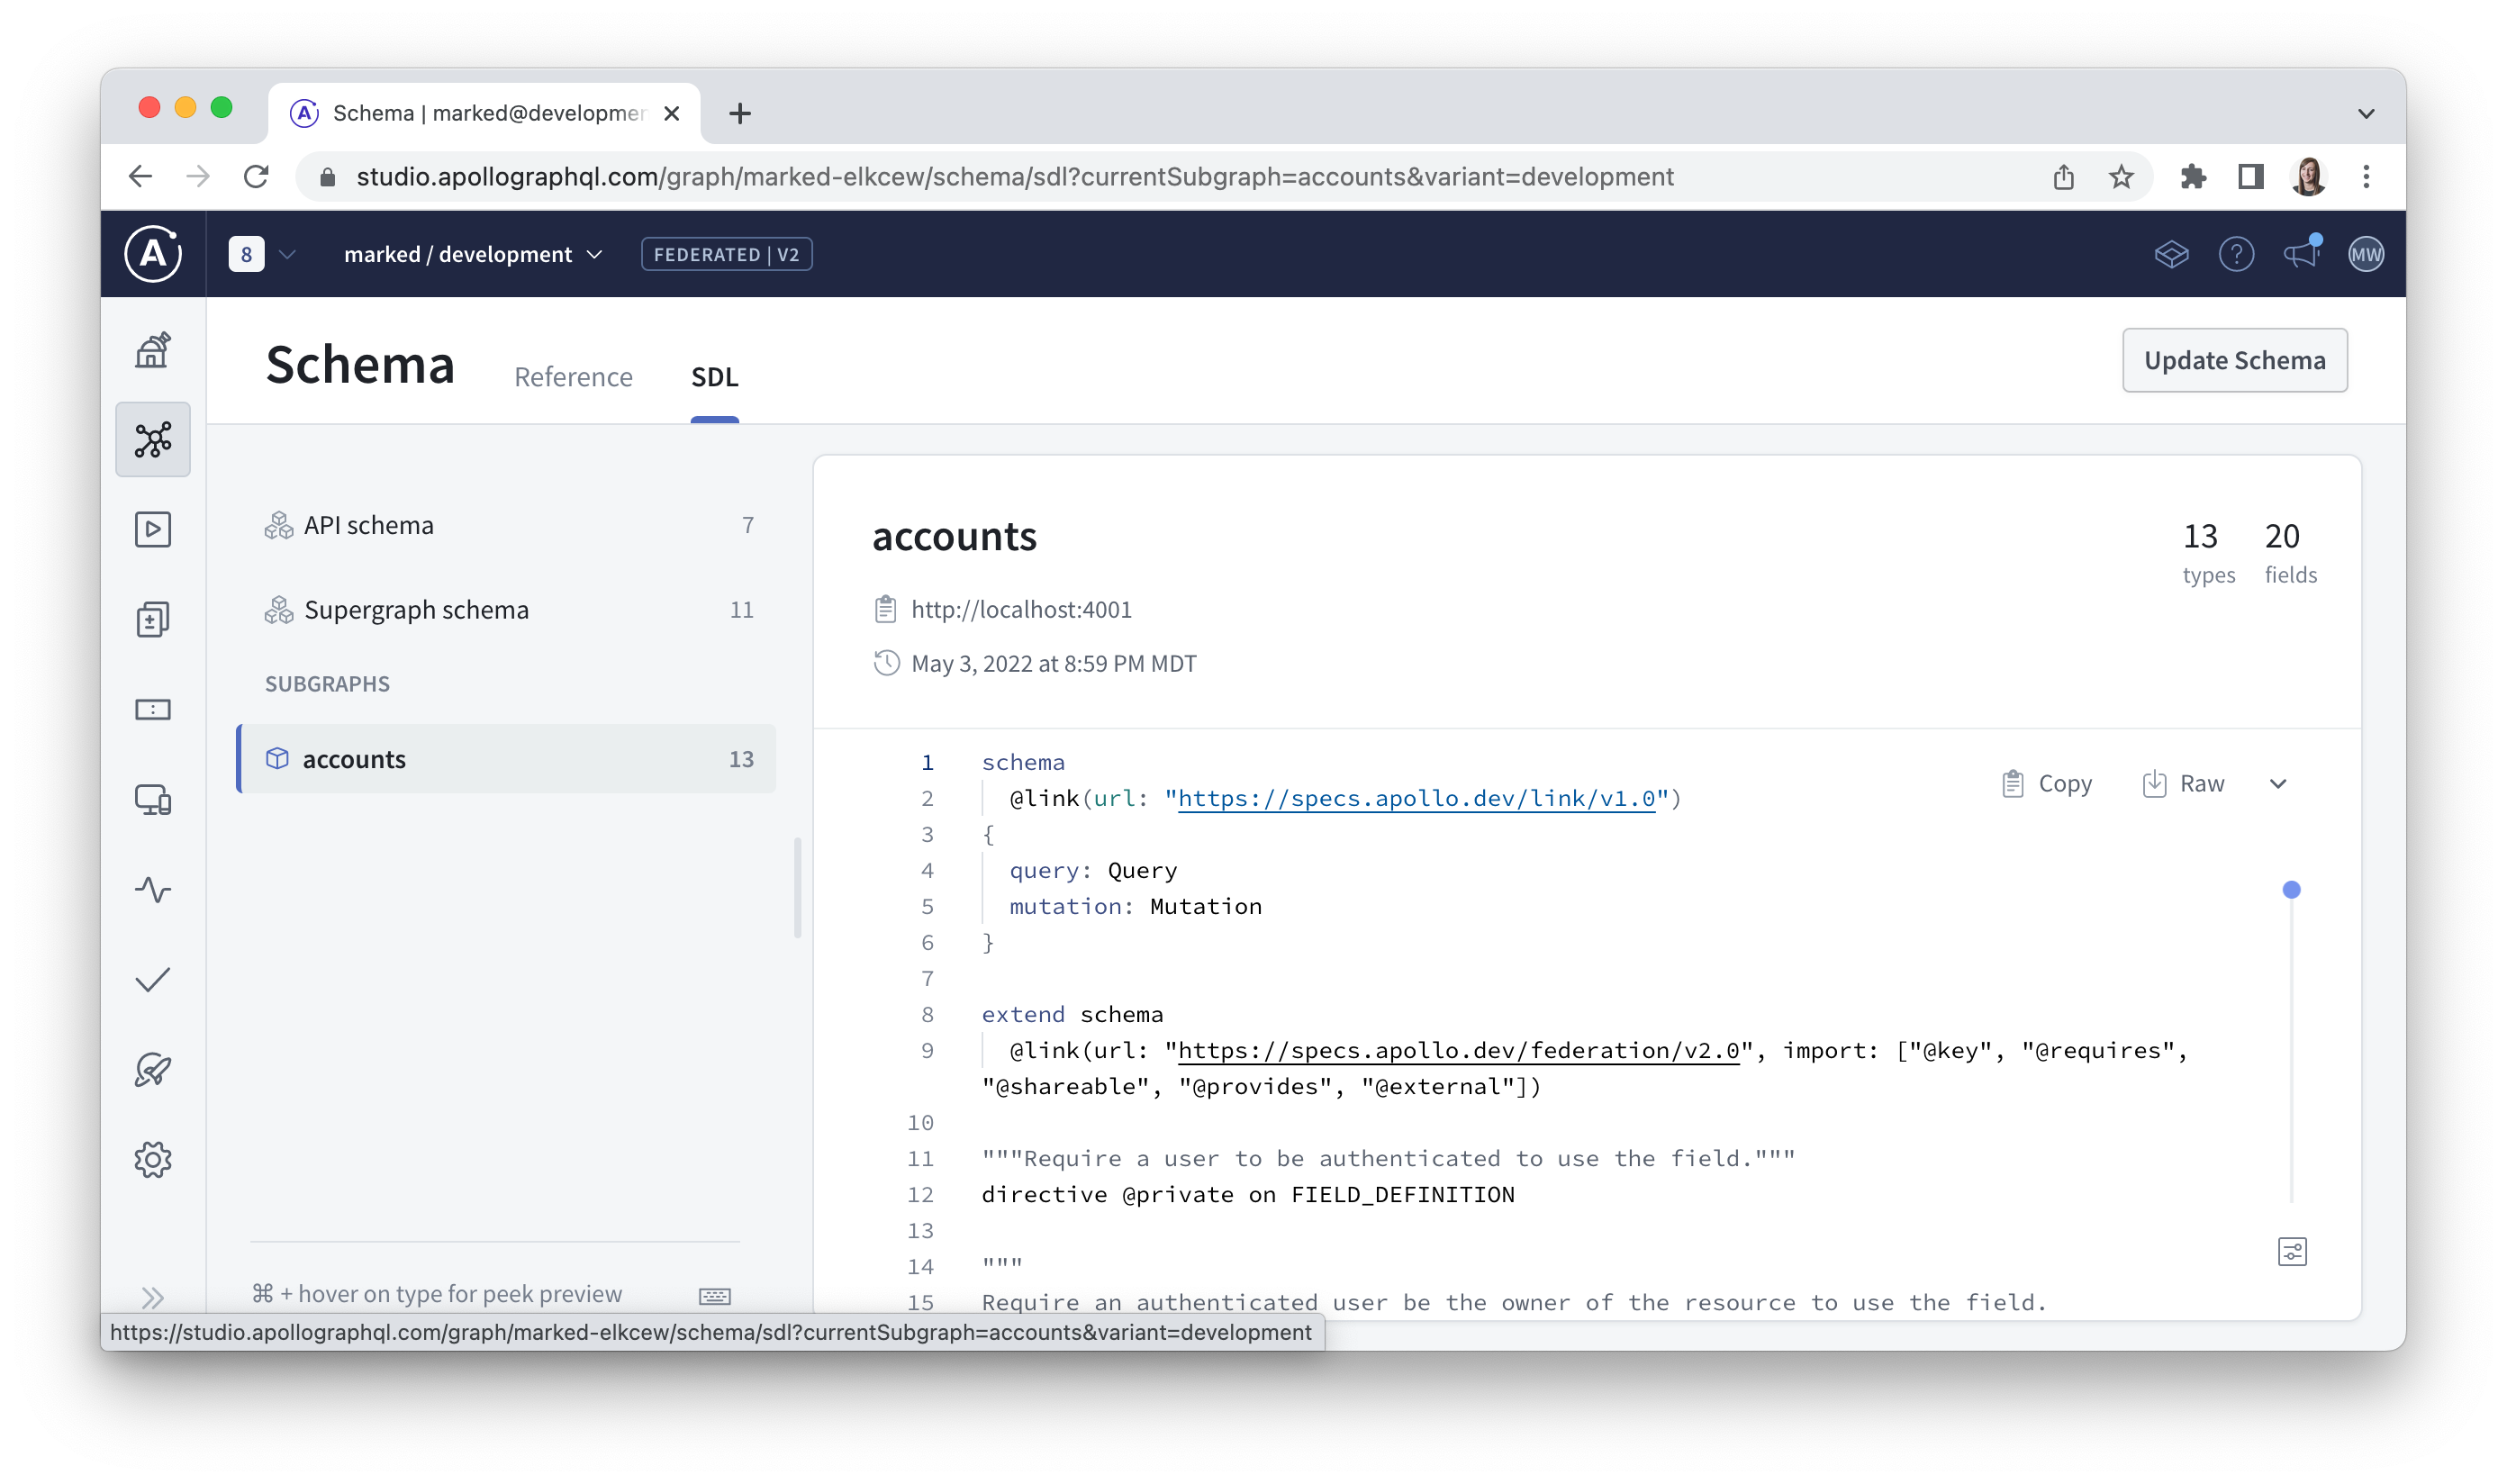 Schema | marked@developmen
studio.apollographql.com/graph/marked-elkcew/schema/sdl?currentSubgraph=accounts&variant=development
A
8
marked / development
FEDERATED | V2
?
MW
Schema
Reference
SDL
Update Schema
API schema 7
Supergraph schema 11
SUBGRAPHS
accounts 13
⌘ + hover on type for peek preview
accounts
13 types
20 fields
http://localhost:4001
May 3, 2022 at 8:59 PM MDT
Copy
Raw
1 schema
2 @link(url: "https://specs.apollo.dev/link/v1.0")
3 {
4 query: Query
5 mutation: Mutation
6 }
7
8 extend schema
9 @link(url: "https://specs.apollo.dev/federation/v2.0", import: ["@key", "@requires",
"@shareable", "@provides", "@external"])
10
11 """Require a user to be authenticated to use the field."""
12 directive @private on FIELD_DEFINITION
13
14 """
15 Require an authenticated user be the owner of the resource to use the field.
https://studio.apollographql.com/graph/marked-elkcew/schema/sdl?currentSubgraph=accounts&variant=development